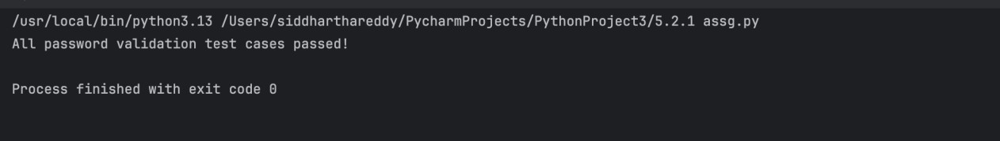 /usr/local/bin/python3.13 /Users/siddharthareddy/PycharmProjects/PythonProject3/5.2.1 assg.py
All password validation test cases passed!
Process finished with exit code 0